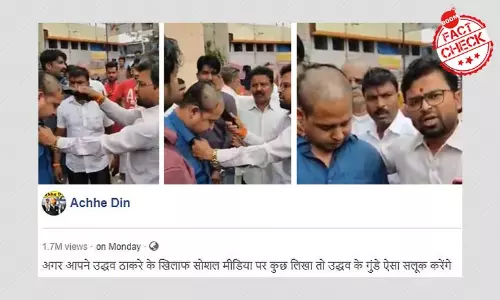 BOOM
FACT
CHECK
Achhe Din
1.7M views · on Monday ·
अगर आपने उद्धव ठाकरे के खिलाफ सोशल मीडिया पर कुछ लिखा तो उद्धव के गुंडे ऐसा सलूक करेंगे